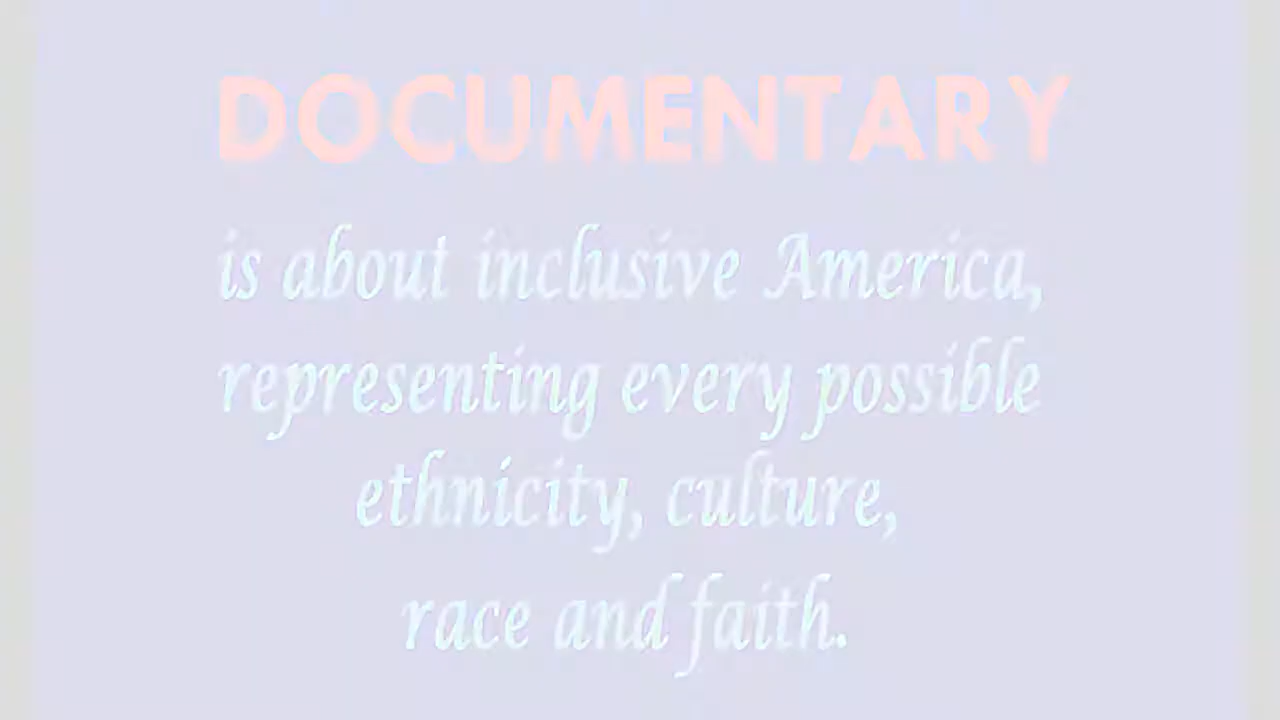 DOCUMENTARY
is about inclusive America,
representing every possible
ethnicity, culture,
race and faith.